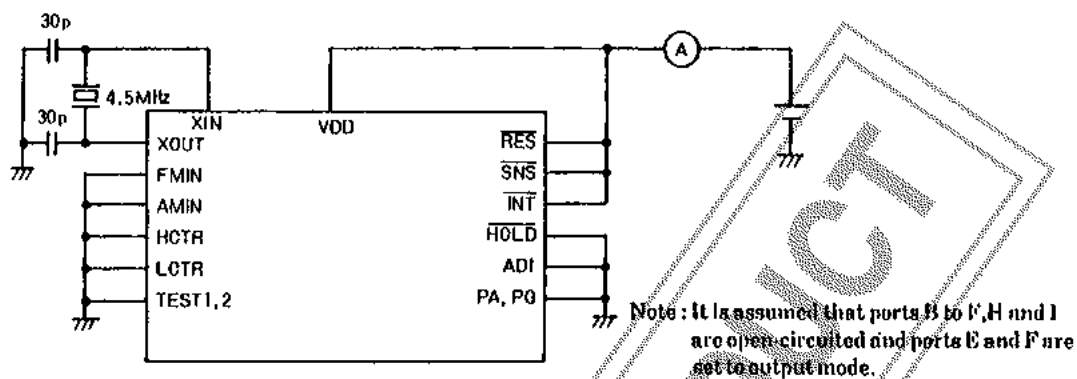 30p
4.5MHz
30p
XIN
VDD
A
XOUT
FMIN
AMIN
HCTR
LCTR
TEST1,2
RES
SNS
INT
HOLD
ADI
PA, PG
Note : It is assumed that ports B to F,H and I
are open-circuited and ports E and F are
set to output mode.